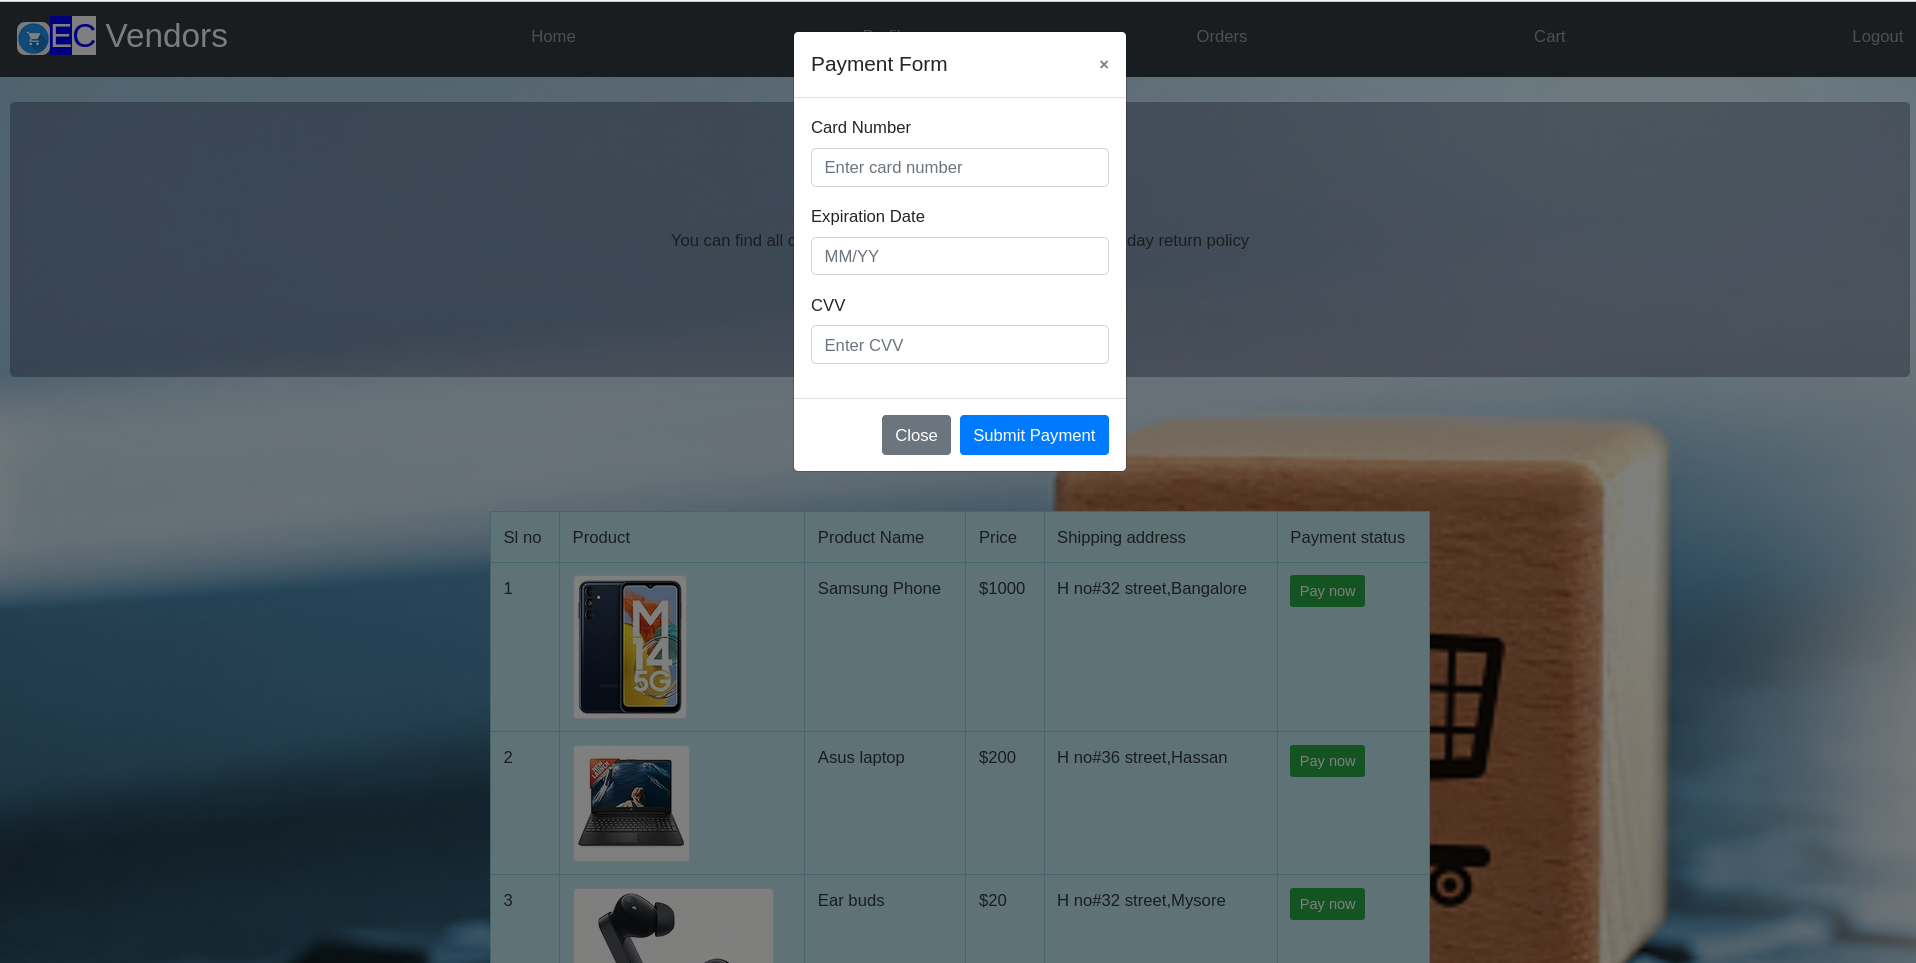 EC Vendors
Home
Orders
Cart
Logout
Payment Form
×
Card Number
Enter card number
Expiration Date
MM/YY
CVV
Enter CVV
Close
Submit Payment
You can find all
day return policy
Sl no
Product
Product Name
Price
Shipping address
Payment status
1
M
14
5G
Samsung Phone
$1000
H no#32 street,Bangalore
Pay now
2
NEW
LAUNCH
Asus laptop
$200
H no#36 street,Hassan
Pay now
3
Ear buds
$20
H no#32 street,Mysore
Pay now